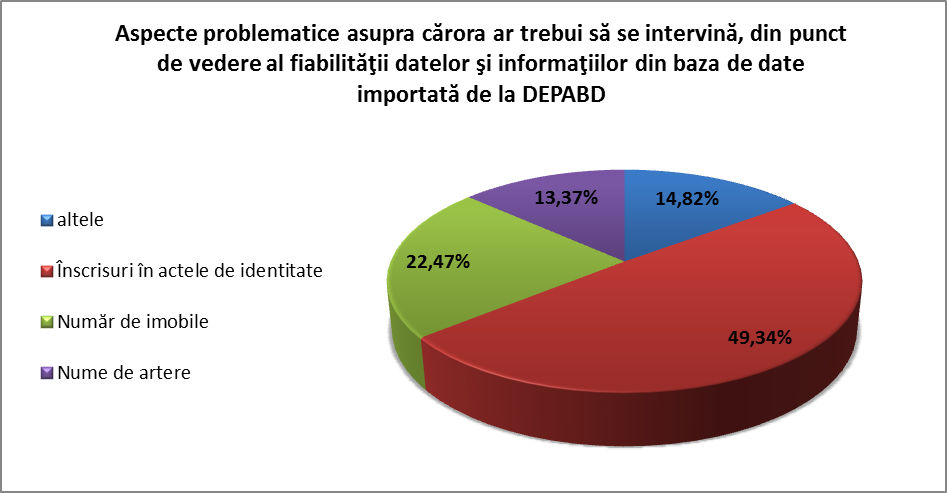 Aspecte problematice asupra cărora ar trebui să se intervină, din punct
de vedere al fiabilităţii datelor şi informaţiilor din baza de date
importată de la DEPABD
altele
Înscrisuri în actele de identitate
Număr de imobile
Nume de artere
13,37%
14,82%
22,47%
49,34%